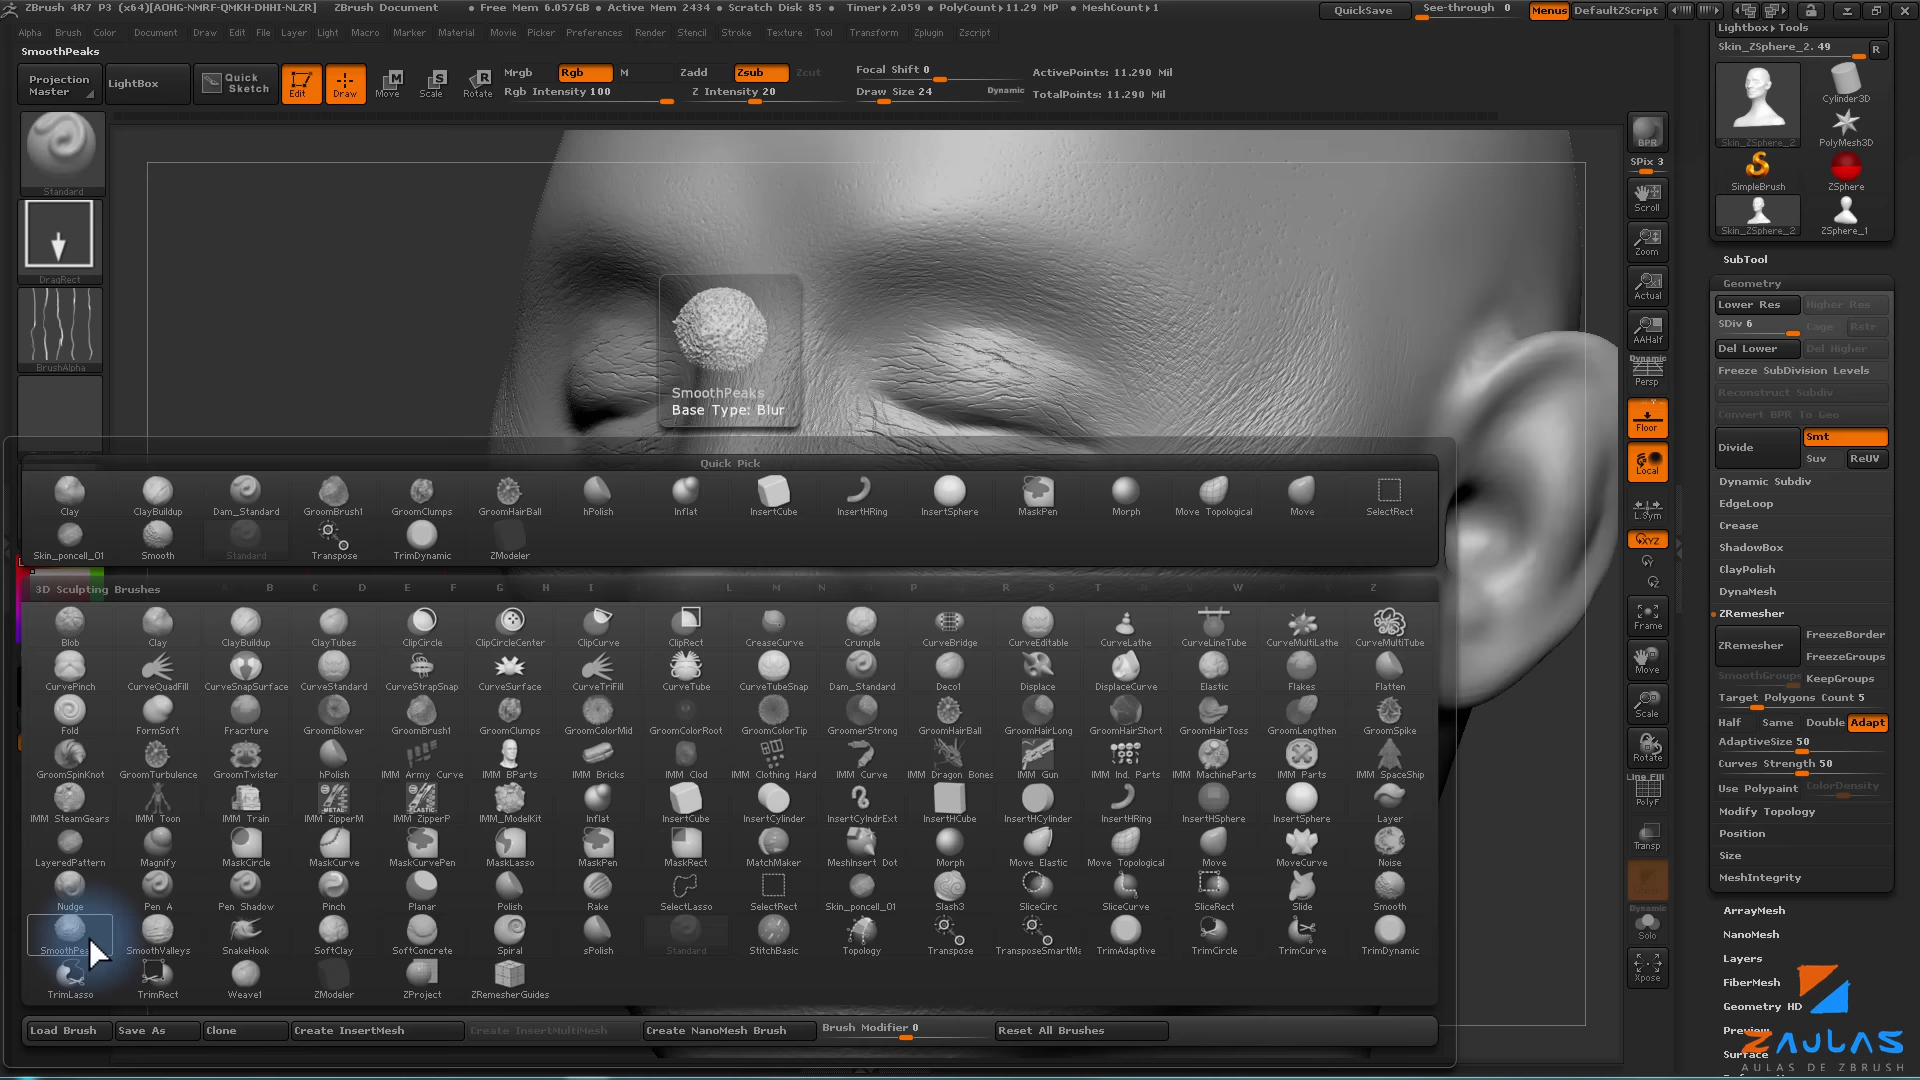 ZBrush 4R7 P3 (x64)[AOHG-NMRF-QMKH-DHHI-NLZR] ZBrush Document • Free Mem 6.057GB • Active Mem 2434 • Scratch Disk 85 • Timer▸2.059 • PolyCount▸11.29 MP • MeshCount▸1 QuickSave See-through 0 Menus DefaultZScript
Alpha Brush Color Document Draw Edit File Layer Light Macro Marker Material Movie Picker Preferences Render Stencil Stroke Texture Tool Transform Zplugin Zscript
SmoothPeaks
Projection Master
LightBox
Quick Sketch
Edit
Draw
Move
Scale
Rotate
Mrgb Rgb M
Rgb Intensity 100
Zadd Zsub Zcut
Z Intensity 20
Focal Shift 0
Draw Size 24 Dynamic
ActivePoints: 11.290 Mil
TotalPoints: 11.290 Mil
Standard
DragRect
BrushAlpha
SmoothPeaks
Base Type: Blur
Quick Pick
Clay ClayBuildup Dam_Standard GroomBrush1 GroomClumps GroomHairBall hPolish Inflat InsertCube InsertHRing InsertSphere MaskPen Morph Move Topological Move SelectRect
Skin_poncell_01 Smooth Standard Transpose TrimDynamic ZModeler
3D Sculpting Brushes B C D E F G H I L M N P R S T W Z
Blob Clay ClayBuildup ClayTubes ClipCircle ClipCircleCenter ClipCurve ClipRect CreaseCurve Crumple CurveBridge CurveEditable CurveLathe CurveLineTube CurveMultiLathe CurveMultiTube
CurvePinch CurveQuadFill CurveSnapSurface CurveStandard CurveStrapSnap CurveSurface CurveTriFill CurveTube CurveTubeSnap Dam_Standard Deco1 Displace DisplaceCurve Elastic Flakes Flatten
Fold FormSoft Fracrture GroomBlower GroomBrush1 GroomClumps GroomColorMid GroomColorRoot GroomColorTip GroomerStrong GroomHairBall GroomHairLong GroomHairShort GroomHairToss GroomLengthen GroomSpike
GroomSpinKnot GroomTurbulence GroomTwister hPolish IMM Army Curve IMM BParts IMM Bricks IMM Clod IMM Clothing Hard IMM Curve IMM Dragon Bones IMM Gun IMM Ind. Parts IMM MachineParts IMM Parts IMM SpaceShip
IMM SteamGears IMM Toon IMM Train IMM ZipperM IMM ZipperP IMM_ModelKit Inflat InsertCube InsertCylinder InsertCylndrExt InsertHCube InsertHCylinder InsertHRing InsertHSphere InsertSphere Layer
LayeredPattern Magnify MaskCircle MaskCurve MaskCurvePen MaskLasso MaskPen MaskRect MatchMaker MeshInsert Dot Morph Move Elastic Move Topological Move MoveCurve Noise
Nudge Pen A Pen Shadow Pinch Planar Polish Rake SelectLasso SelectRect Skin_poncell_01 Slash3 SliceCirc SliceCurve SliceRect Slide Smooth
SmoothPea SmoothValleys SnakeHook SoftClay SoftConcrete Spiral sPolish Standard StitchBasic Topology Transpose TransposeSmartMa TrimAdaptive TrimCircle TrimCurve TrimDynamic
TrimLasso TrimRect Weave1 ZModeler ZProject ZRemesherGuides
Load Brush Save As Clone Create InsertMesh Create InsertMultiMesh Create NanoMesh Brush Brush Modifier 0 Reset All Brushes
BPR
SPix 3
Scroll
Zoom
Actual
AAHalf
Dynamic
Persp
Floor
Local
L.Sym
XYZ
Frame
Move
Scale
Rotate
Line Fill
PolyF
Transp
Dynamic
Solo
Xpose
Lightbox▸Tools
Skin_ZSphere_2. 49 R
Skin_ZSphere_2 Cylinder3D
PolyMesh3D
SimpleBrush ZSphere
Skin_ZSphere_2 ZSphere_1
SubTool
Geometry
Lower Res Higher Res
SDiv 6 Cage Rstr
Del Lower Del Higher
Freeze SubDivision Levels
Reconstruct Subdiv
Convert BPR To Geo
Divide Smt
Suv ReUV
Dynamic Subdiv
EdgeLoop
Crease
ShadowBox
ClayPolish
DynaMesh
ZRemesher
ZRemesher FreezeBorder
FreezeGroups
SmoothGroups KeepGroups
Target Polygons Count 5
Half Same Double Adapt
AdaptiveSize 50
Curves Strength 50
Use Polypaint ColorDensity
Modify Topology
Position
Size
MeshIntegrity
ArrayMesh
NanoMesh
Layers
FiberMesh
Geometry HD
Preview
Surface
ZAULAS
AULAS DE ZBRUSH